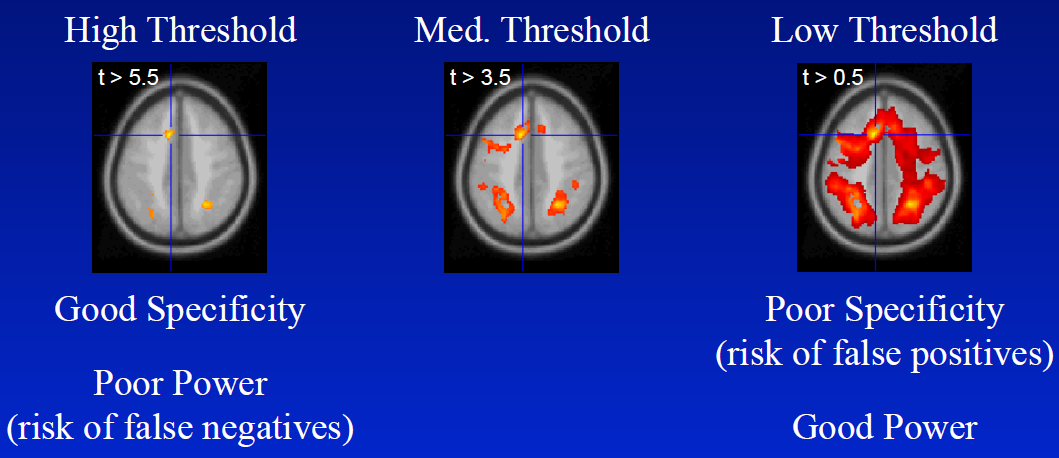 High Threshold
Med. Threshold
Low Threshold
t > 5.5
t > 3.5
t > 0.5
Good Specificity
Poor Power
(risk of false negatives)
Poor Specificity
(risk of false positives)
Good Power